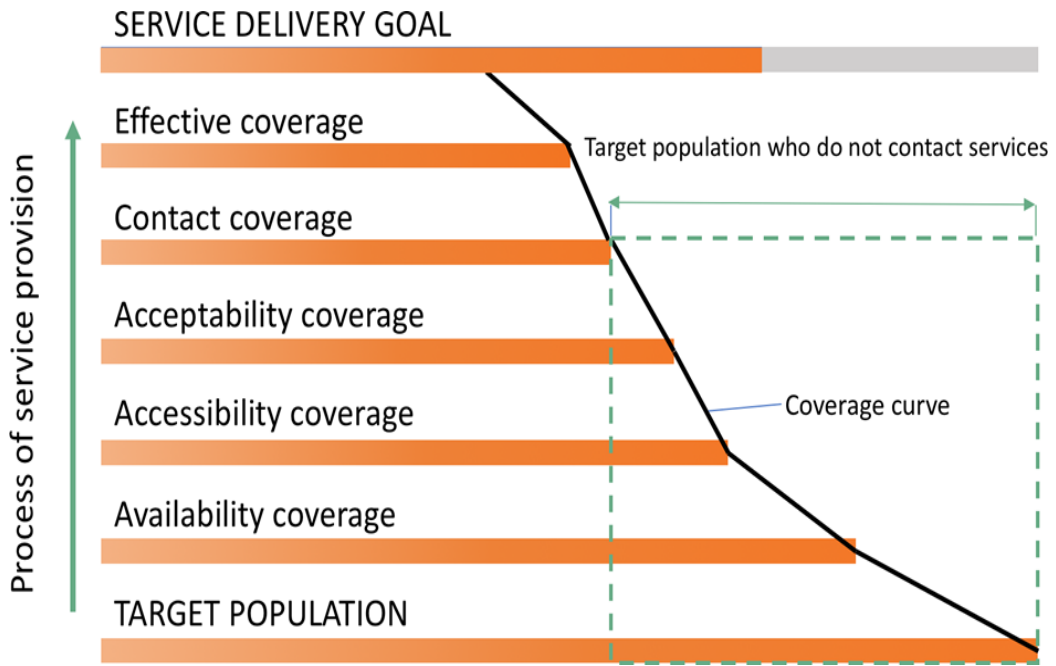 SERVICE DELIVERY GOAL
Effective coverage
Target population who do not contact services
Contact coverage
Acceptability coverage
Accessibility coverage
Coverage curve
Availability coverage
TARGET POPULATION
Process of service provision